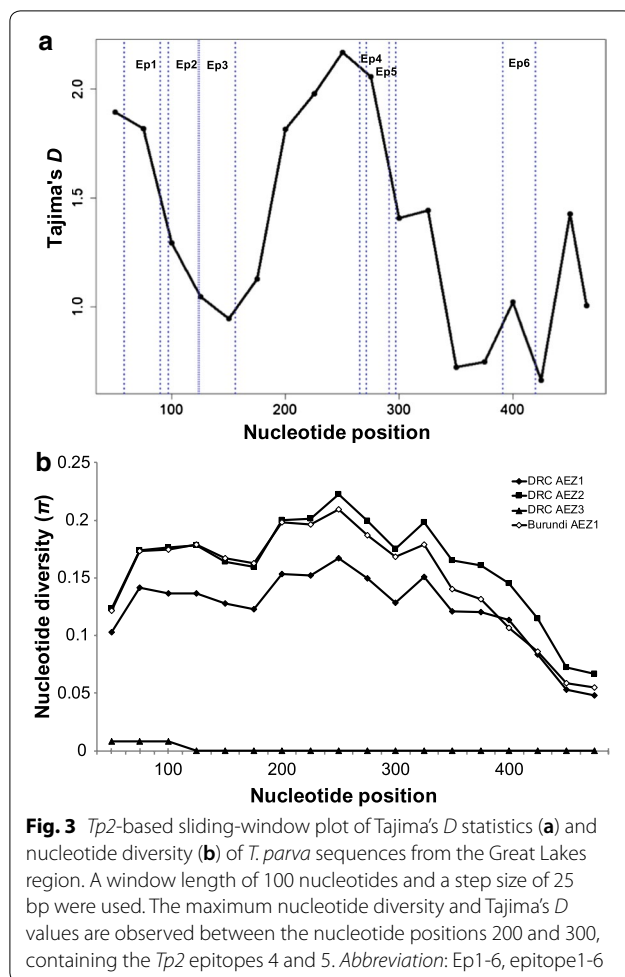 a
Ep1
Ep2
Ep3
Ep4
Ep5
Ep6
2.0
1.5
1.0
Tajima's D
100
200
300
400
Nucleotide position
b
0.25
0.2
0.15
0.1
0.05
0
Nucleotide diversity (π)
DRC AEZ1
DRC AEZ2
DRC AEZ3
Burundi AEZ1
100
200
300
400
Nucleotide position
Fig. 3 Tp2-based sliding-window plot of Tajima's D statistics (a) and
nucleotide diversity (b) of T. parva sequences from the Great Lakes
region. A window length of 100 nucleotides and a step size of 25
bp were used. The maximum nucleotide diversity and Tajima's D
values are observed between the nucleotide positions 200 and 300,
containing the Tp2 epitopes 4 and 5. Abbreviation: Ep1-6, epitope1-6